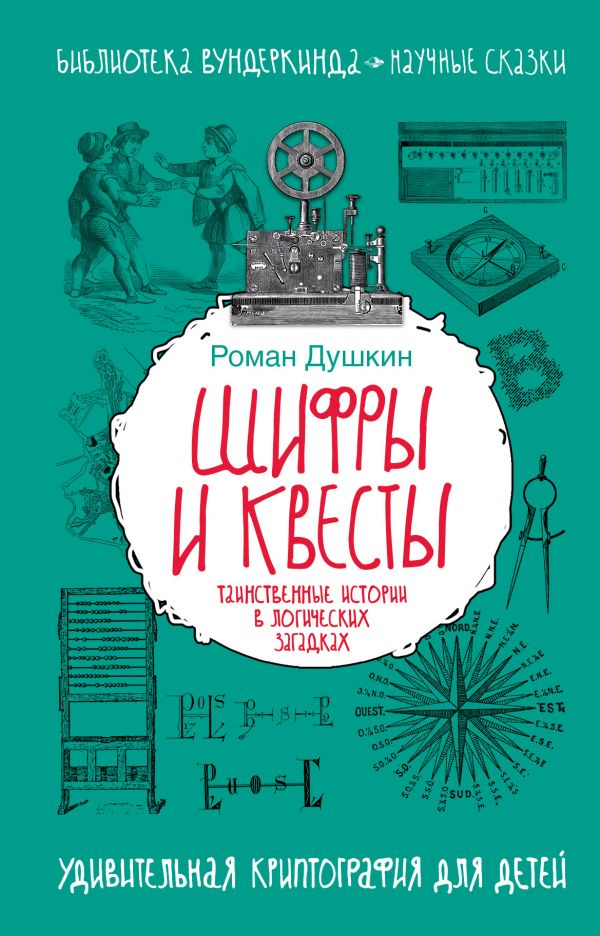 БИБЛИОТЕКА ВУНДЕРКИНДА НАУЧНЫЕ СКАЗКИ
Роман Душкин
ШИФРЫ
И КВЕСТЫ
ТАИНСТВЕННЫЕ ИСТОРИИ
В ЛОГИЧЕСКИХ
ЗАГАДКАХ
B
NORD.
N.E.
E.N.E.
EST.
E.S.E.
S.E.
SUD.
S.O.
O.S.O.
OUEST.
O.N.O.
УДИВИТЕЛЬНАЯ КРИПТОГРАФИЯ ДЛЯ ДЕТЕЙ